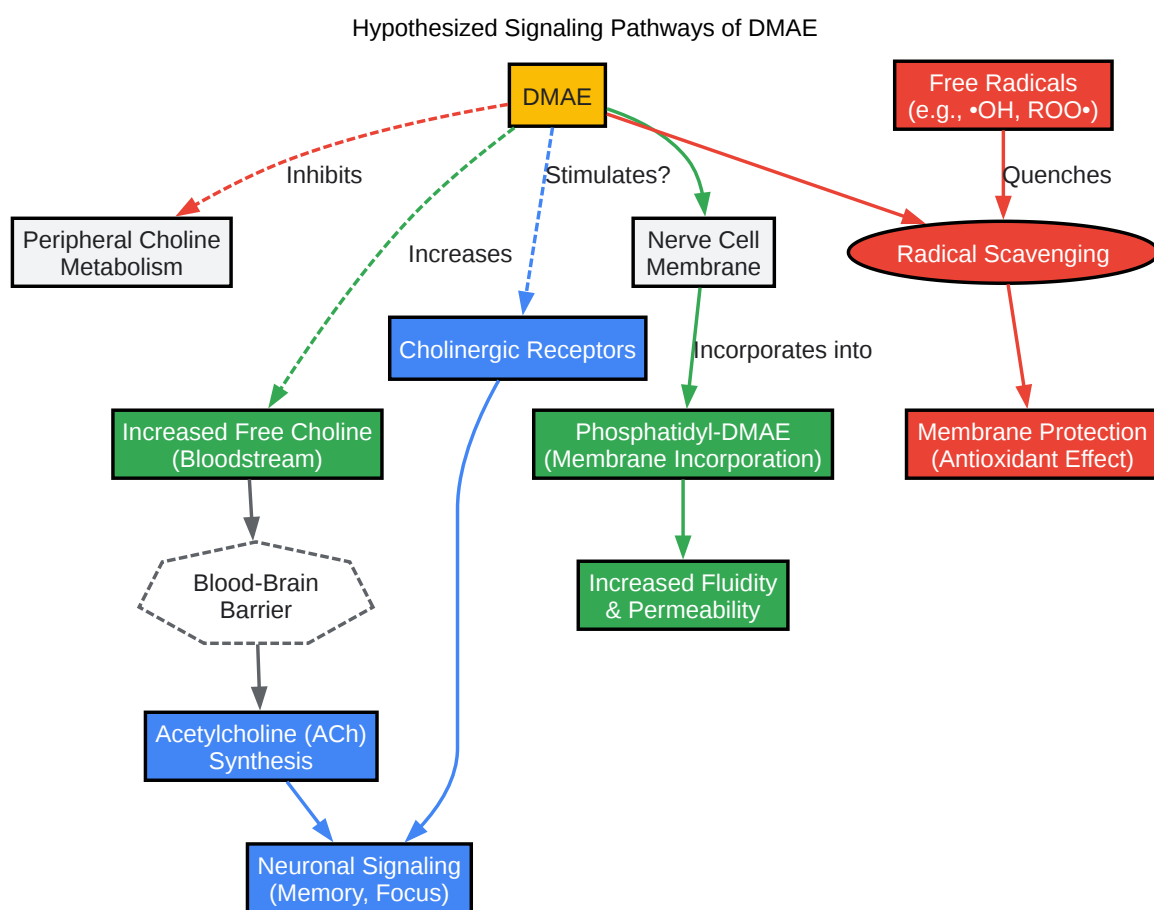 Hypothesized Signaling Pathways of DMAE
DMAE
Free Radicals
(e.g., •OH, ROO•)
Inhibits
Stimulates?
Quenches
Peripheral Choline
Metabolism
Increases
Nerve Cell
Membrane
Radical Scavenging
Cholinergic Receptors
Incorporates into
Increased Free Choline
(Bloodstream)
Phosphatidyl-DMAE
(Membrane Incorporation)
Membrane Protection
(Antioxidant Effect)
Blood-Brain
Barrier
Increased Fluidity
& Permeability
Acetylcholine (ACh)
Synthesis
Neuronal Signaling
(Memory, Focus)